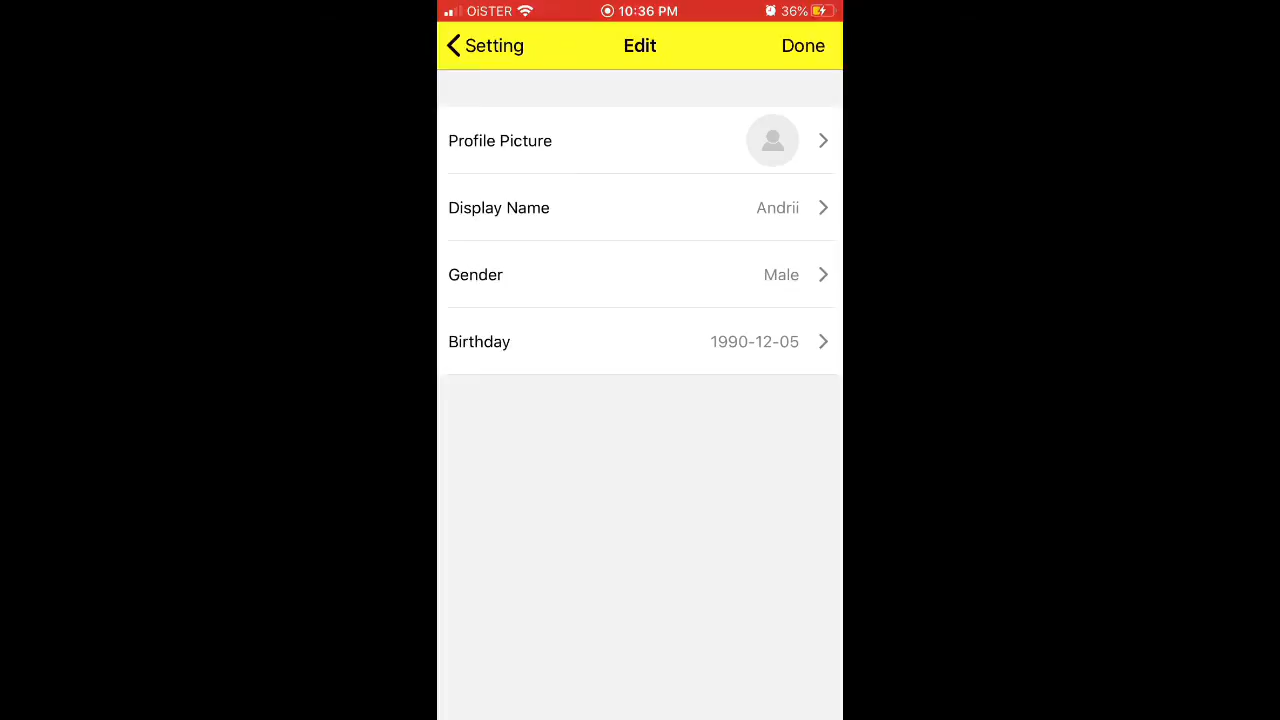 OiSTER 10:36 PM 36%
Setting Edit Done
Profile Picture
Display Name Andrii
Gender Male
Birthday 1990-12-05